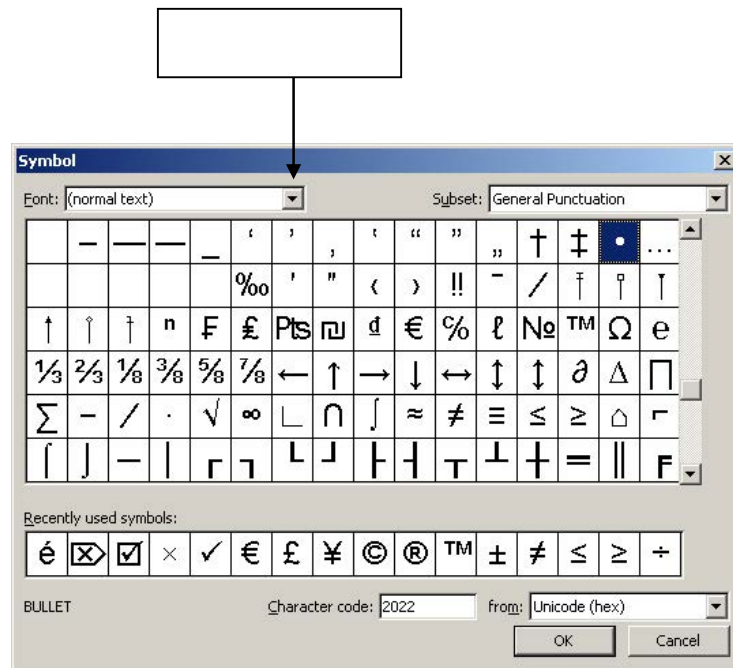 Symbol
Font: (normal text) Subset: General Punctuation
– — ― ‗ ‘ ’ ‚ ‛ “ ” „ † ‡ • …
‰ ′ ″ ‹ › ‼ ‾ ⁄
ⁿ ₣ ₤ ₧ ₪ ₫ € ℅ ℓ № ™ Ω ℮
⅓ ⅔ ⅛ ⅜ ⅝ ⅞ ← ↑ → ↓ ↔ ↕ ↨ ∂ ∆ ∏
∑ − ∕ ∙ √ ∞ ∟ ∩ ∫ ≈ ≠ ≡ ≤ ≥ ⌂ ⌐
⌠ ⌡ ─ │ ┌ ┐ └ ┘ ├ ┤ ┬ ┴ ┼ ═ ║ ╒
Recently used symbols:
é ⌦ ☑ × ✓ € £ ¥ © ® ™ ± ≠ ≤ ≥ ÷
BULLET Character code: 2022 from: Unicode (hex)
OK Cancel